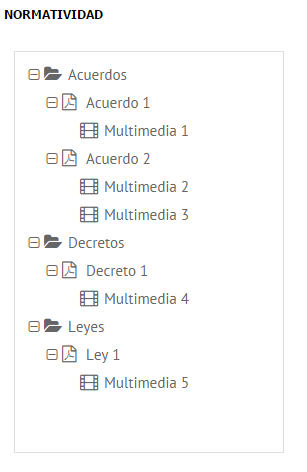 NORMATIVIDAD
Acuerdos
Acuerdo 1
Multimedia 1
Acuerdo 2
Multimedia 2
Multimedia 3
Decretos
Decreto 1
Multimedia 4
Leyes
Ley 1
Multimedia 5